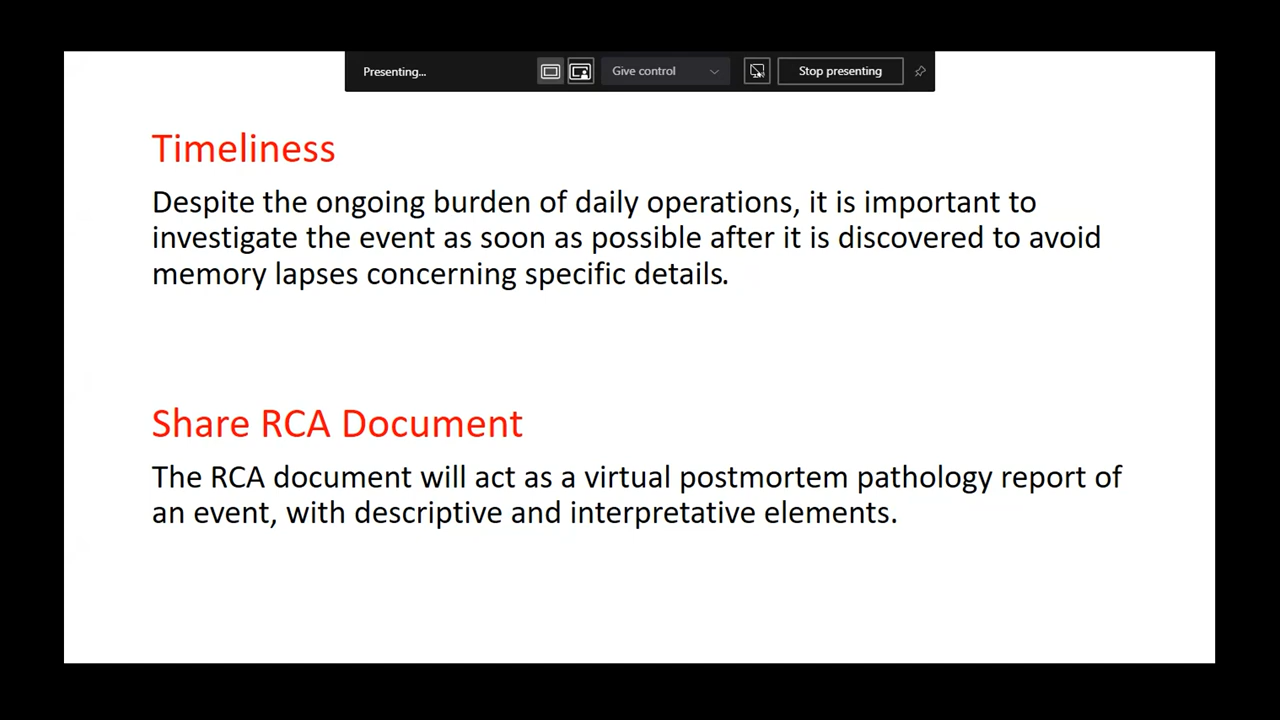 Presenting...
Give control
Stop presenting
Timeliness
Despite the ongoing burden of daily operations, it is important to
investigate the event as soon as possible after it is discovered to avoid
memory lapses concerning specific details.
Share RCA Document
The RCA document will act as a virtual postmortem pathology report of
an event, with descriptive and interpretative elements.